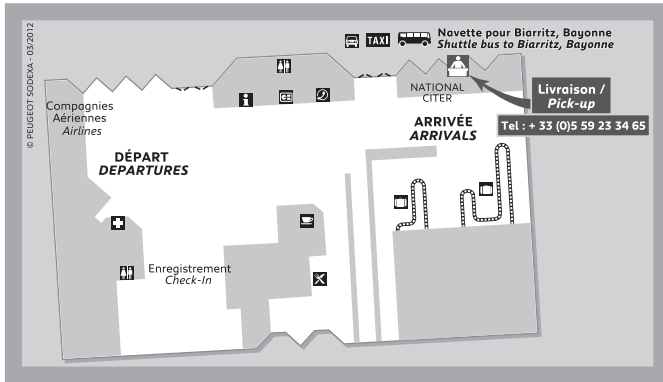 © PEUGEOT SODEXA - 03/2012
TAXI
Navette pour Biarritz, Bayonne
Shuttle bus to Biarritz, Bayonne
NATIONAL
CITER
Livraison /
Pick-up
Tel : + 33 (0)5 59 23 34 65
Compagnies
Aériennes
Airlines
ARRIVÉE
ARRIVALS
DÉPART
DEPARTURES
Enregistrement
Check-In